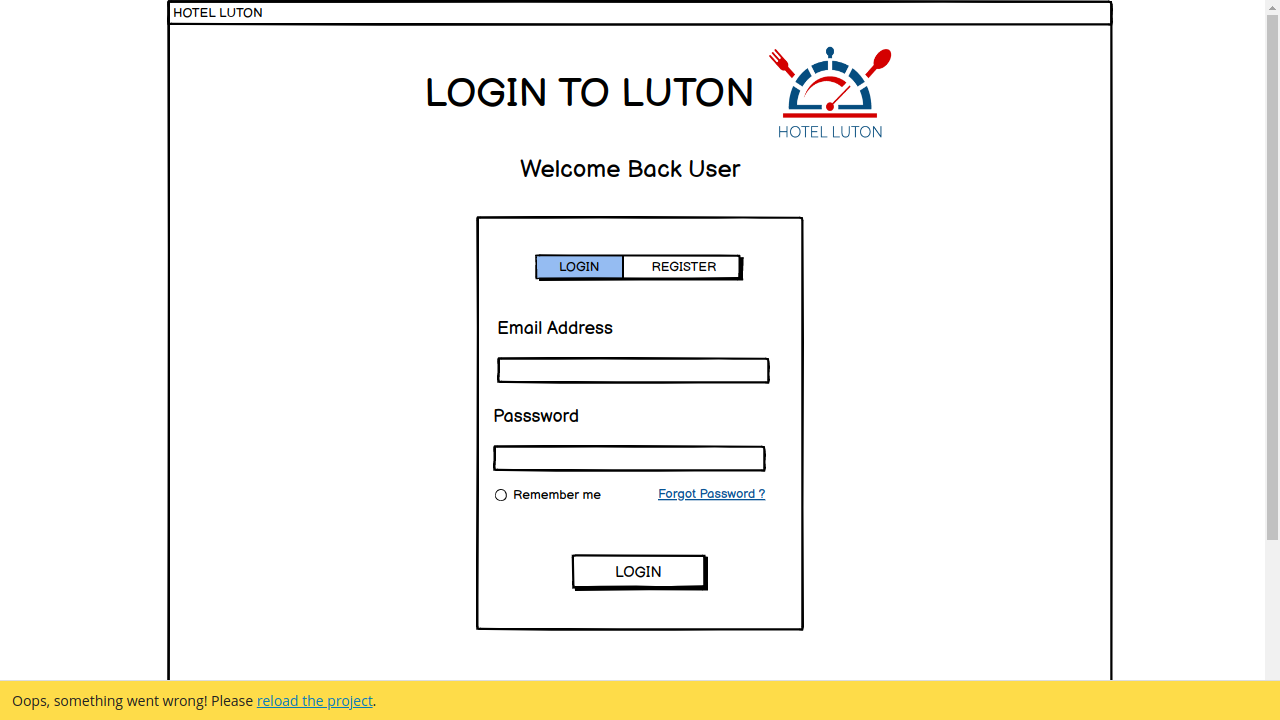 HOTEL LUTON
LOGIN TO LUTON
HOTEL LUTON
Welcome Back User
LOGIN REGISTER
Email Address
Passsword
Remember me Forgot Password ?
LOGIN
Oops, something went wrong! Please reload the project.